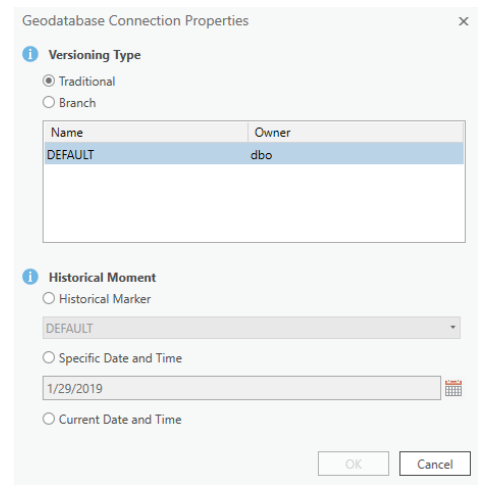 Geodatabase Connection Properties
Versioning Type
Traditional
Branch
Name Owner
DEFAULT dbo
Historical Moment
Historical Marker
DEFAULT
Specific Date and Time
1/29/2019
Current Date and Time
OK Cancel